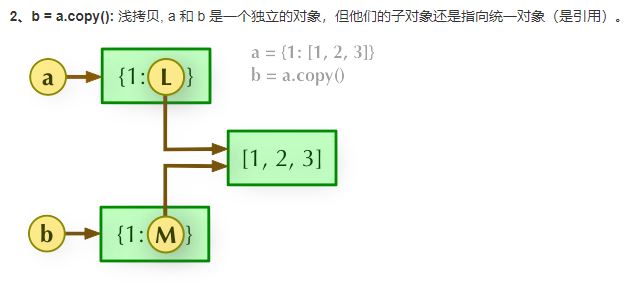 2、b = a.copy(): 浅拷贝, a 和 b 是一个独立的对象，但他们的子对象还是指向统一对象（是引用）。
a = {1: [1, 2, 3]}
b = a.copy()
a
{1: L}
[1, 2, 3]
b
{1: M}